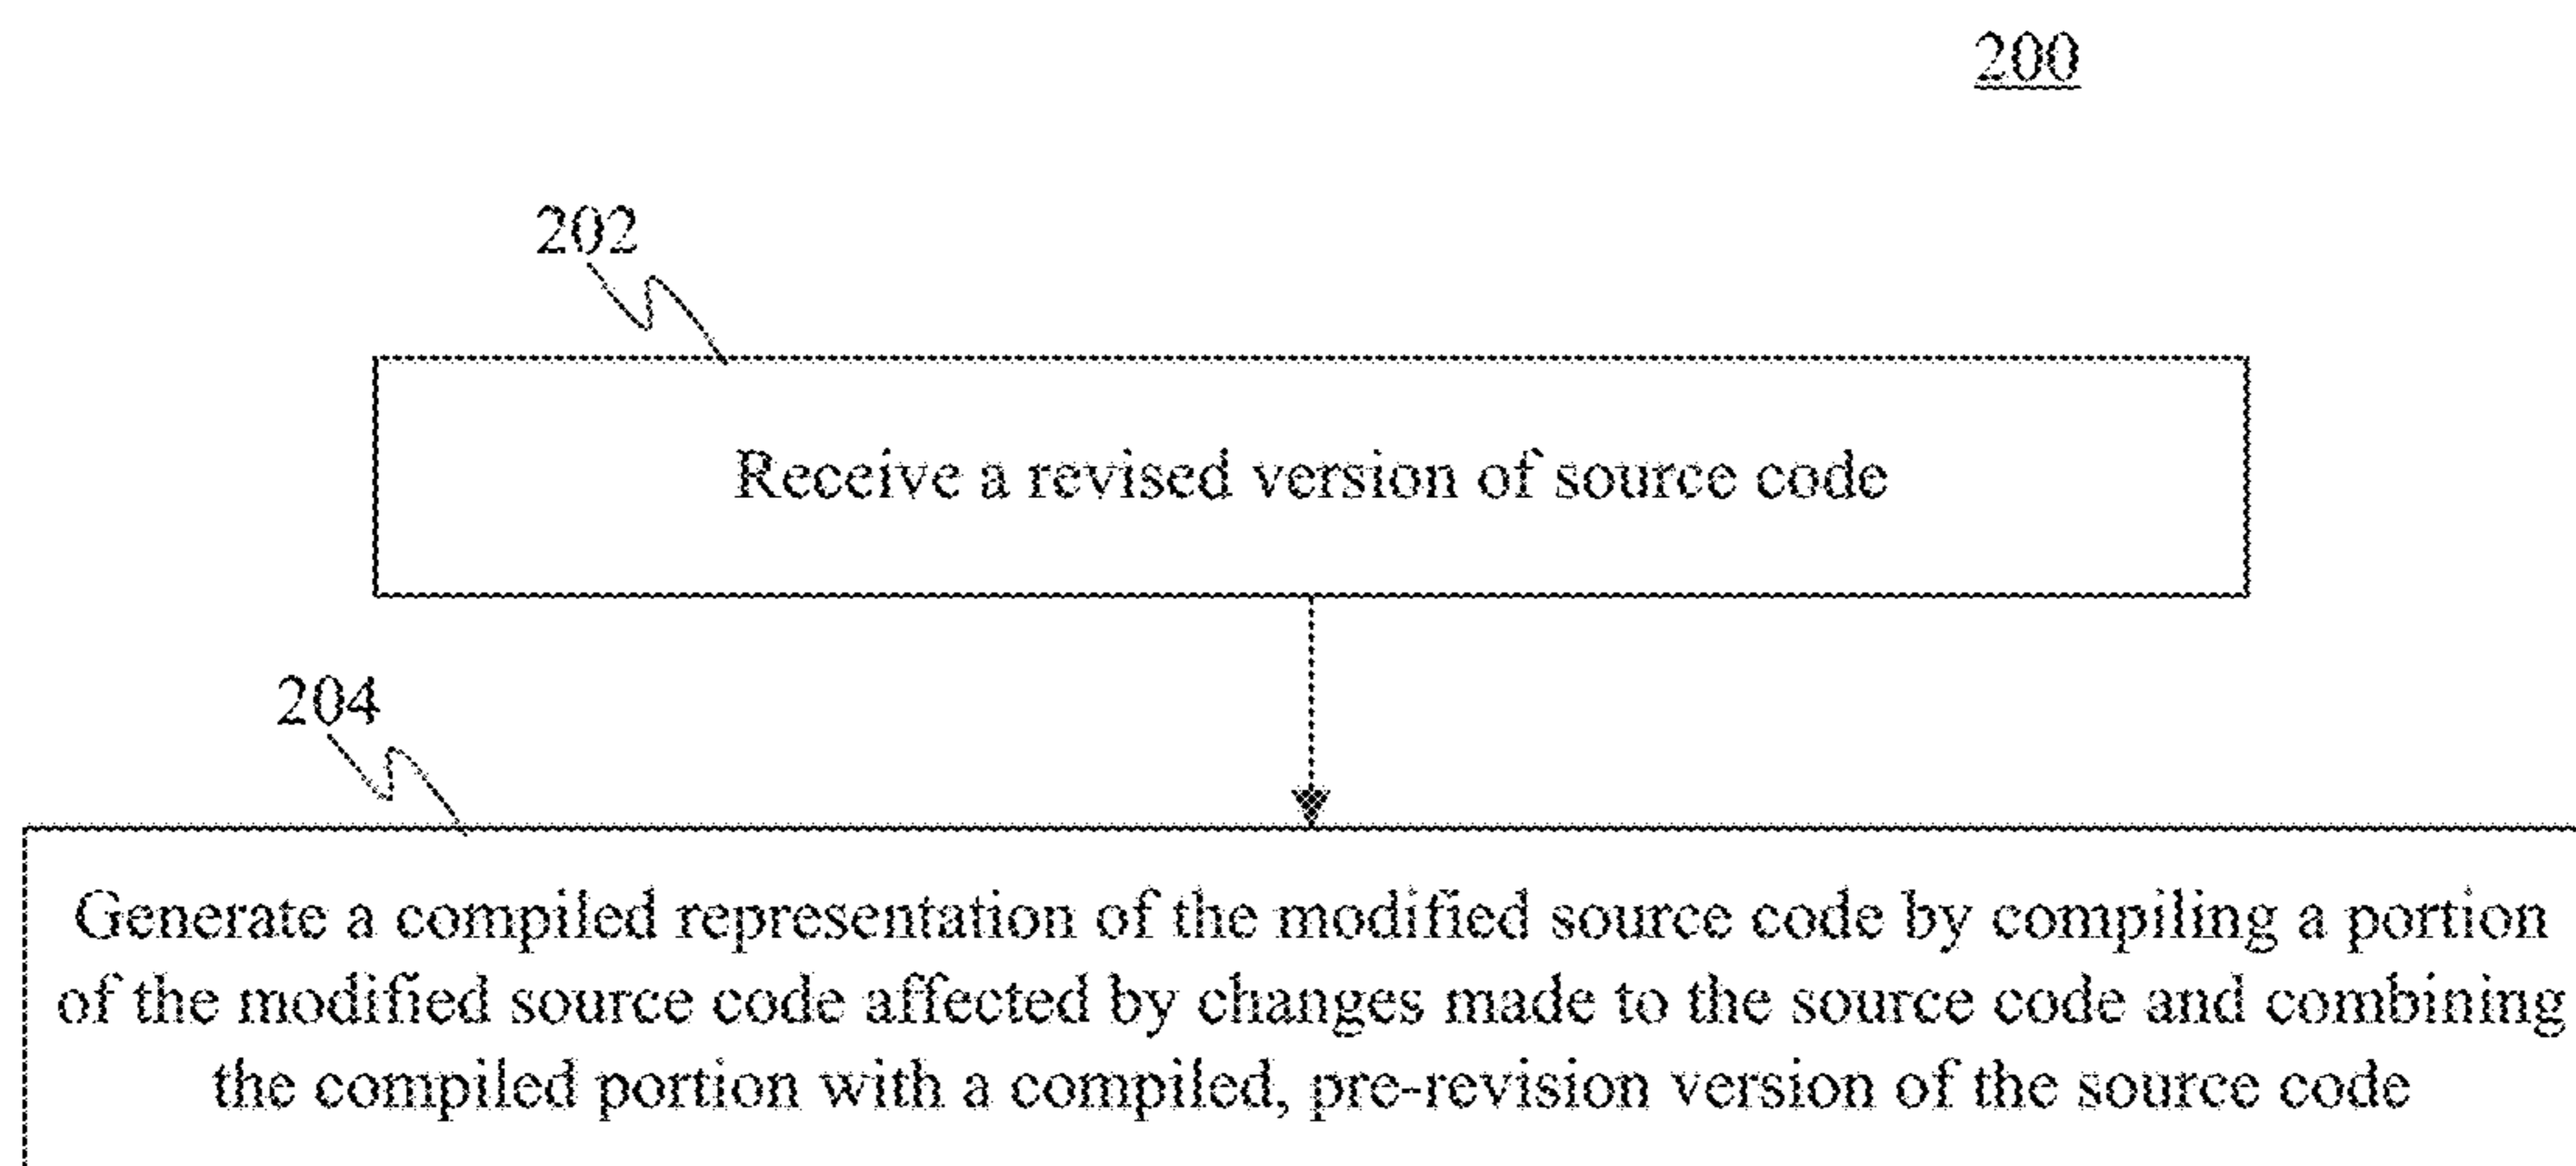 200
202
Receive a revised version of source code
204
Generate a compiled representation of the modified source code by compiling a portion
of the modified source code affected by changes made to the source code and combining
the compiled portion with a compiled, pre-revision version of the source code